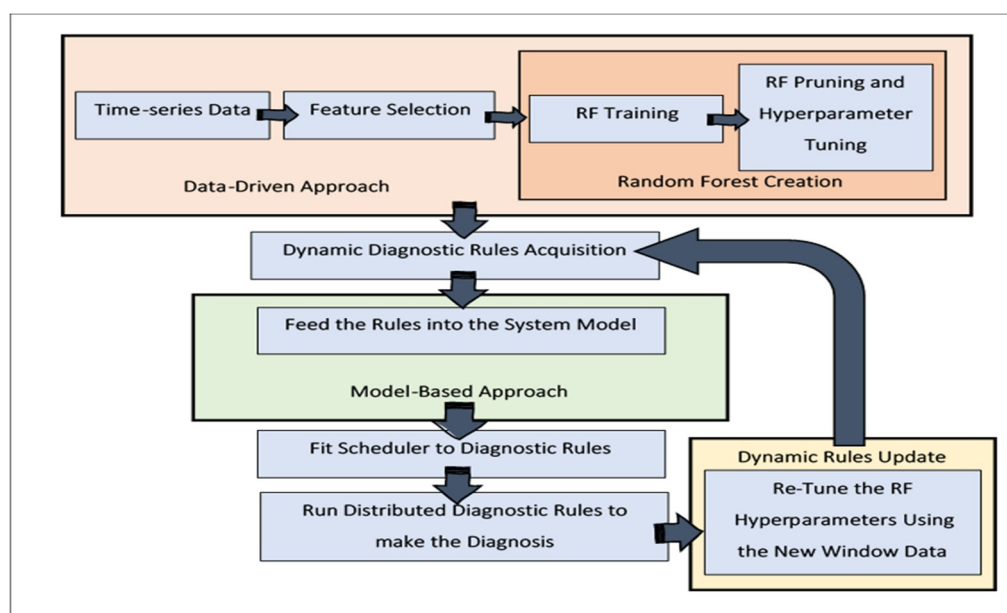 Time-series Data
Feature Selection
RF Training
RF Pruning and
Hyperparameter
Tuning
Data-Driven Approach
Random Forest Creation
Dynamic Diagnostic Rules Acquisition
Feed the Rules into the System Model
Model-Based Approach
Fit Scheduler to Diagnostic Rules
Run Distributed Diagnostic Rules to
make the Diagnosis
Dynamic Rules Update
Re-Tune the RF
Hyperparameters Using
the New Window Data